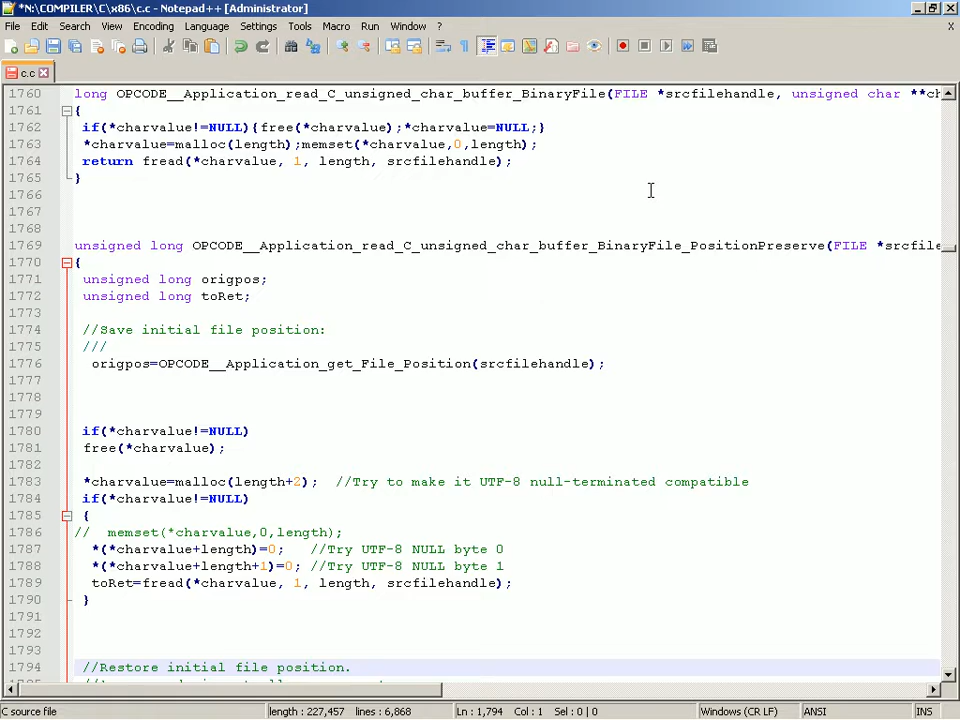 *N:\COMPILER\C\x86\c.c - Notepad++ [Administrator]
File Edit Search View Encoding Language Settings Tools Macro Run Window ? X
c.c
1760 long OPCODE__Application_read_C_unsigned_char_buffer_BinaryFile(FILE *srcfilehandle, unsigned char **ch
1761 {
1762 if(*charvalue!=NULL){free(*charvalue);*charvalue=NULL;}
1763 *charvalue=malloc(length);memset(*charvalue,0,length);
1764 return fread(*charvalue, 1, length, srcfilehandle);
1765 }
1766
1767
1768
1769 unsigned long OPCODE__Application_read_C_unsigned_char_buffer_BinaryFile_PositionPreserve(FILE *srcfile
1770 {
1771 unsigned long origpos;
1772 unsigned long toRet;
1773
1774 //Save initial file position:
1775 ///
1776 origpos=OPCODE__Application_get_File_Position(srcfilehandle);
1777
1778
1779
1780 if(*charvalue!=NULL)
1781 free(*charvalue);
1782
1783 *charvalue=malloc(length+2); //Try to make it UTF-8 null-terminated compatible
1784 if(*charvalue!=NULL)
1785 {
1786 // memset(*charvalue,0,length);
1787 *(*charvalue+length)=0; //Try UTF-8 NULL byte 0
1788 *(*charvalue+length+1)=0; //Try UTF-8 NULL byte 1
1789 toRet=fread(*charvalue, 1, length, srcfilehandle);
1790 }
1791
1792
1793
1794 //Restore initial file position.
C source file length : 227,457 lines : 6,868 Ln : 1,794 Col : 1 Sel : 0 | 0 Windows (CR LF) ANSI INS